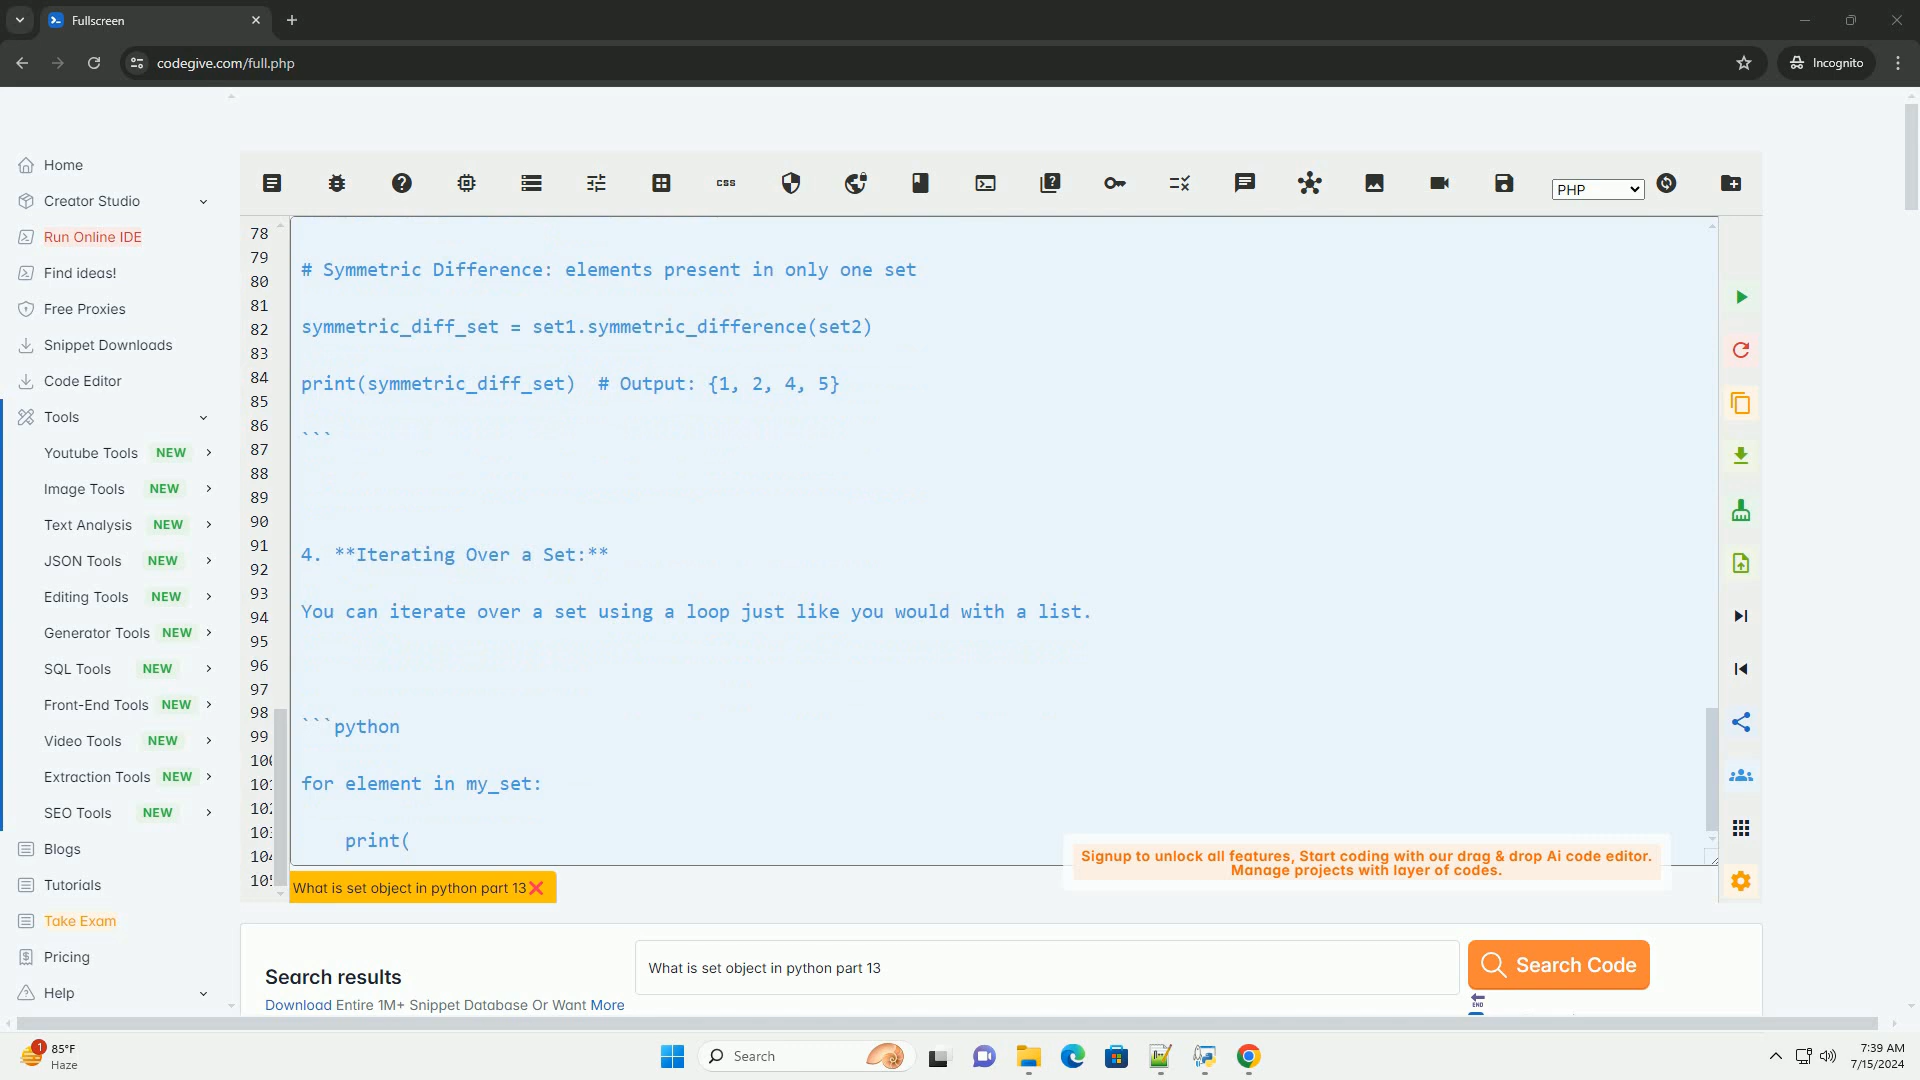 Fullscreen
codegive.com/full.php
Incognito
Home
Creator Studio
Run Online IDE
Find ideas!
Free Proxies
Snippet Downloads
Code Editor
Tools
Youtube Tools NEW
Image Tools NEW
Text Analysis NEW
JSON Tools NEW
Editing Tools NEW
Generator Tools NEW
SQL Tools NEW
Front-End Tools NEW
Video Tools NEW
Extraction Tools NEW
SEO Tools NEW
Blogs
Tutorials
Take Exam
Pricing
Help
css
PHP
78
79
80
81
82
83
84
85
86
87
88
89
90
91
92
93
94
95
96
97
98
99
# Symmetric Difference: elements present in only one set
symmetric_diff_set = set1.symmetric_difference(set2)
print(symmetric_diff_set)  # Output: {1, 2, 4, 5}
```
4. **Iterating Over a Set:**
You can iterate over a set using a loop just like you would with a list.
```python
for element in my_set:
    print(
Signup to unlock all features, Start coding with our drag & drop Ai code editor.
Manage projects with layer of codes.
What is set object in python part 13
Search results
What is set object in python part 13
Search Code
Download Entire 1M+ Snippet Database Or Want More
END
1
85°F
Haze
Search
7:39 AM
7/15/2024